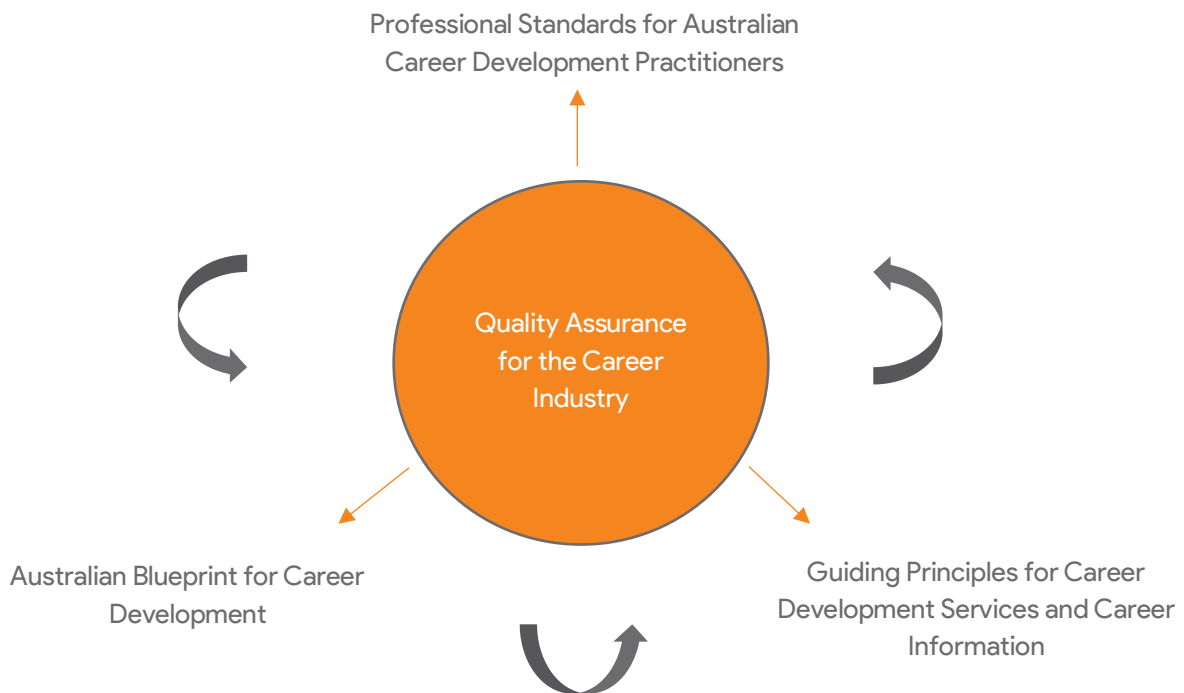 Professional Standards for Australian
Career Development Practitioners
Quality Assurance
for the Career
Industry
Australian Blueprint for Career
Development
Guiding Principles for Career
Development Services and Career
Information